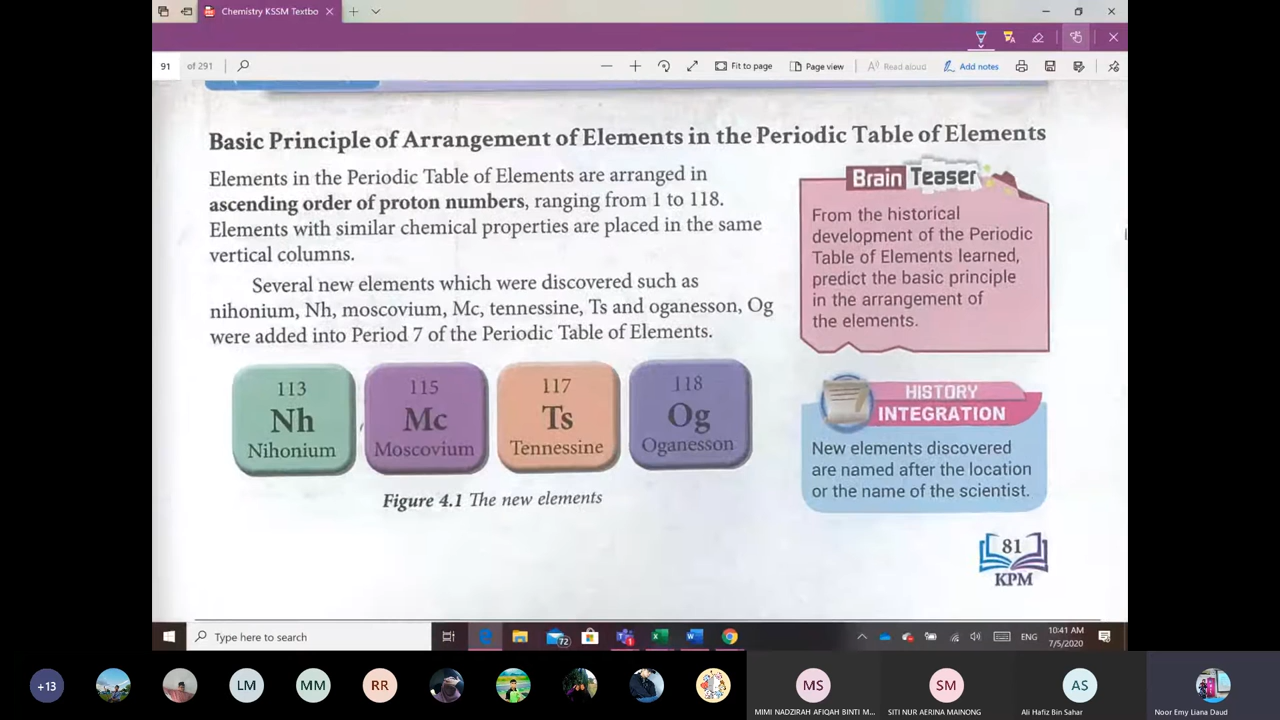 Chemistry KSSM Textbo
91 of 291
Fit to page
Page view
Read aloud
Add notes
Basic Principle of Arrangement of Elements in the Periodic Table of Elements
Elements in the Periodic Table of Elements are arranged in
ascending order of proton numbers, ranging from 1 to 118.
Elements with similar chemical properties are placed in the same
vertical columns.
Several new elements which were discovered such as
nihonium, Nh, moscovium, Mc, tennessine, Ts and oganesson, Og
were added into Period 7 of the Periodic Table of Elements.
113
Nh
Nihonium
115
Mc
Moscovium
117
Ts
Tennessine
118
Og
Oganesson
Figure 4.1 The new elements
Brain Teaser
From the historical
development of the Periodic
Table of Elements learned,
predict the basic principle
in the arrangement of
the elements.
HISTORY
INTEGRATION
New elements discovered
are named after the location
or the name of the scientist.
81
KPM
Type here to search
72
ENG
10:41 AM
7/5/2020
+13
LM
MM
RR
MS
MIMI NADZIRAH AFIQAH BINTI M...
SM
SITI NUR AERINA MAINONG
AS
Ali Hafiz Bin Sahar
Noor Emy Liana Daud